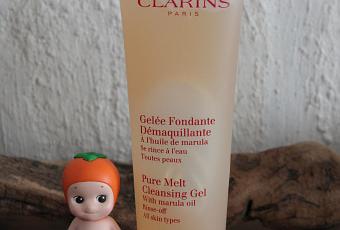 CLARINS
PARIS
Gelée Fondante
Démaquillante
A l'huile de marula
Se rince à l'eau
Toutes peaux
Pure Melt
Cleansing Gel
With marula oil
Rinse-off
All skin types